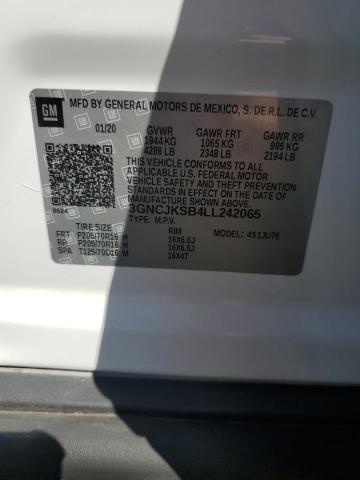 GM MFD BY GENERAL MOTORS DE MEXICO, S. DE R.L. DE C.V.
01/20 GVWR GAWR FRT GAWR RR
1944 KG 1065 KG 995 KG
4286 LB 2348 LB 2194 LB
THIS VEHICLE CONFORMS TO ALL
APPLICABLE U.S. FEDERAL MOTOR
VEHICLE SAFETY, BUMPER, AND THEFT
PREVENTION STANDARDS IN EFFECT ON
THE DATE OF MANUFACTURE SHOWN ABOVE.
0624 3GNCJKSB4LL242065
TYPE: M.P.V. MODEL: 451JU76
TIRE SIZE RIM
FRT P205/70R16 H 16X6.5J
RR P205/70R16 H 16X6.5J
SPA T125/70D16 M 16X4T